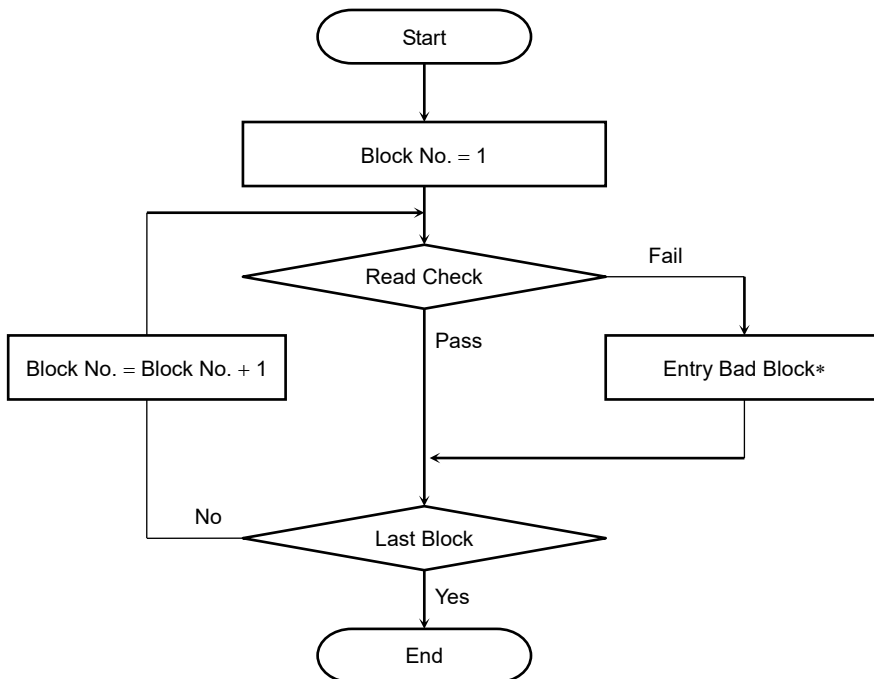 Start
Block No. = 1
Read Check
Fail
Pass
Block No. = Block No. + 1
Entry Bad Block∗
No
Last Block
Yes
End